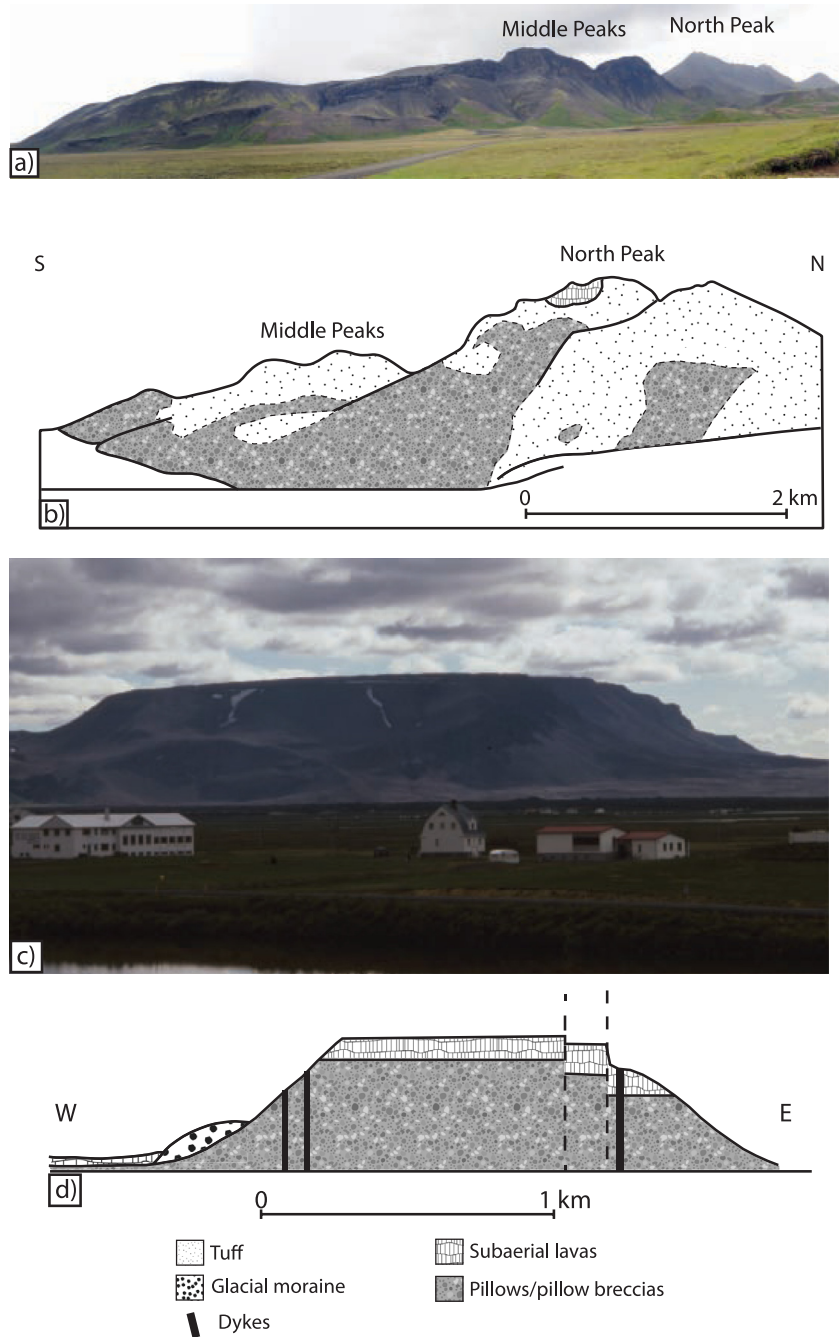 Middle Peaks North Peak
a)
S North Peak N
Middle Peaks
0 2 km
b)
c)
W E
d)
0 1 km
Tuff Subaerial lavas
Glacial moraine Pillows/pillow breccias
Dykes